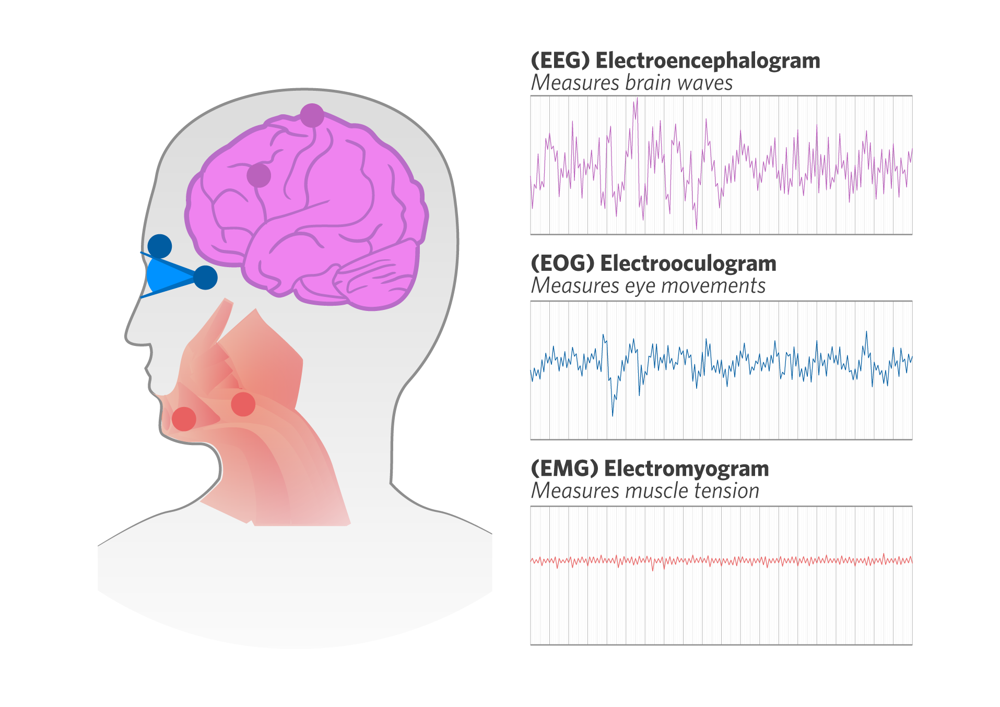 (EEG) Electroencephalogram
Measures brain waves
(EOG) Electrooculogram
Measures eye movements
(EMG) Electromyogram
Measures muscle tension